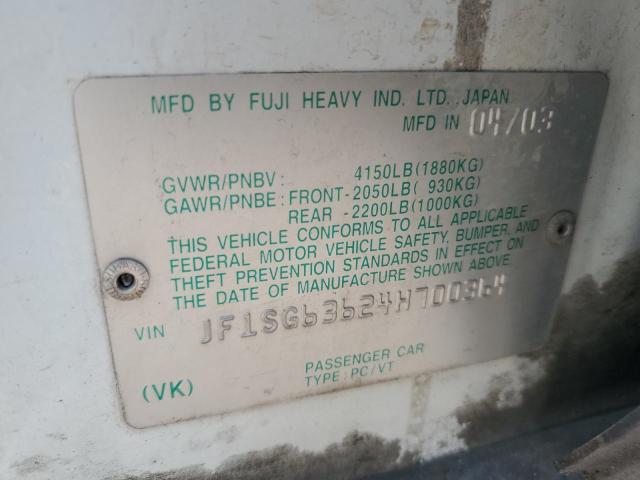 MFD BY FUJI HEAVY IND. LTD. JAPAN
MFD IN 04/03
GVWR/PNBV: 4150LB(1880KG)
GAWR/PNBE: FRONT-2050LB( 930KG)
REAR -2200LB(1000KG)
THIS VEHICLE CONFORMS TO ALL APPLICABLE
FEDERAL MOTOR VEHICLE SAFETY, BUMPER, AND
THEFT PREVENTION STANDARDS IN EFFECT ON
THE DATE OF MANUFACTURE SHOWN ABOVE.
VIN JF1SG63624H700364
PASSENGER CAR
(VK) TYPE: PC/VT